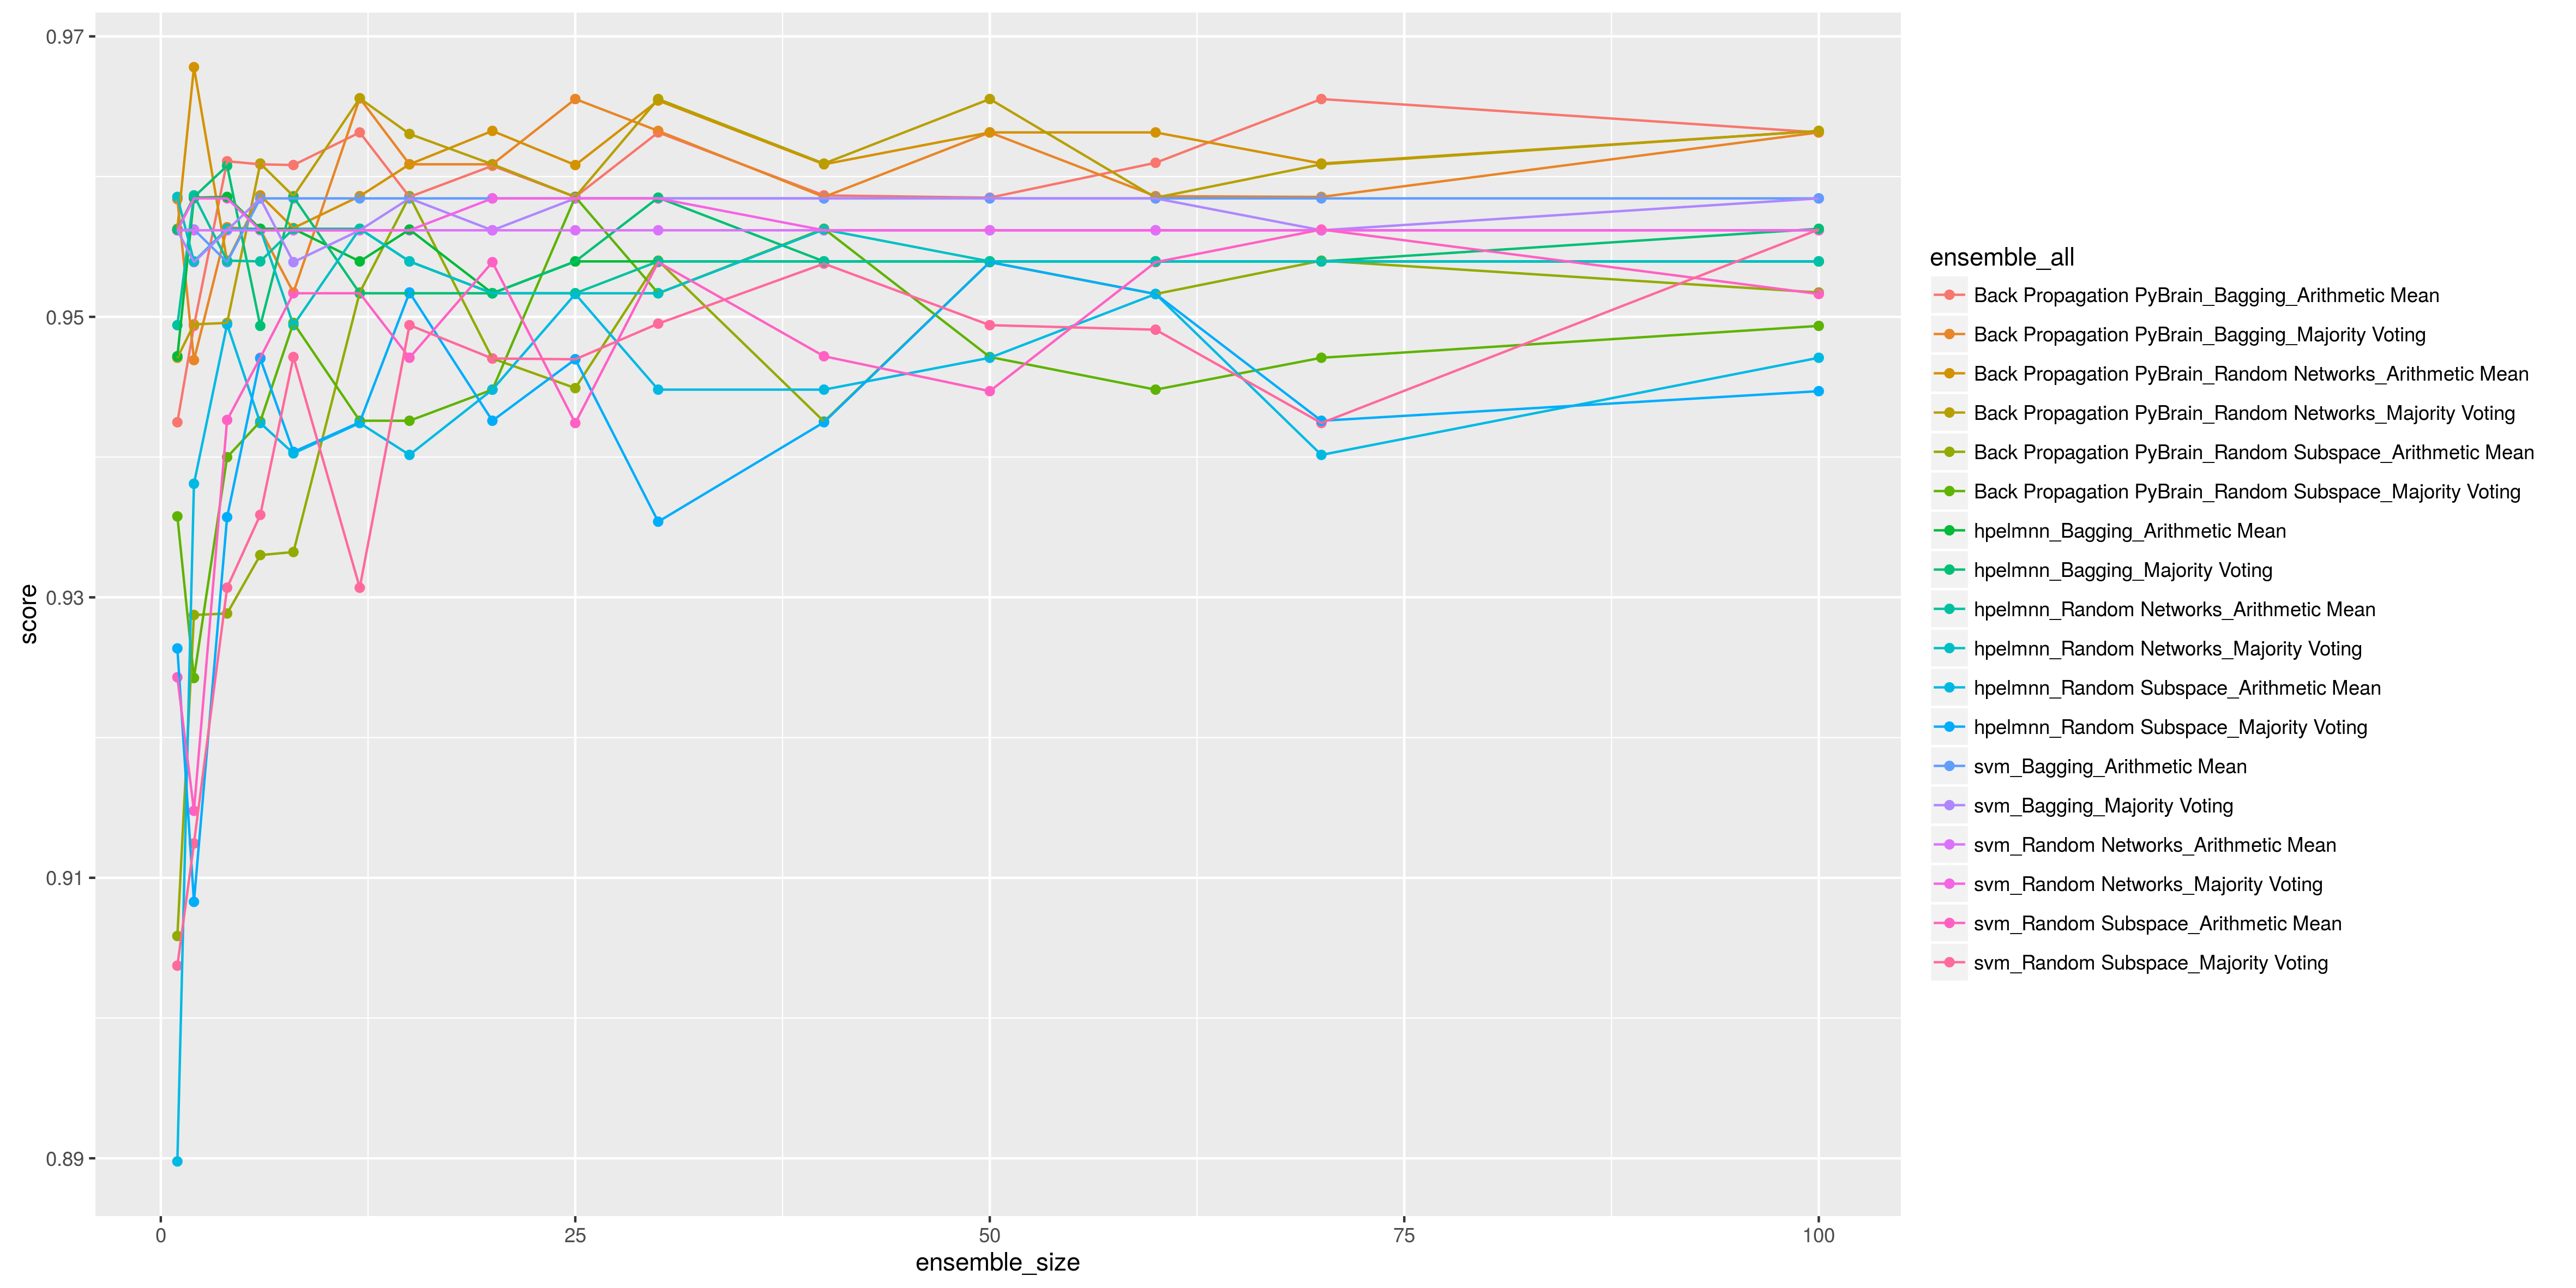 0.97
0.95
0.93
0.91
0.89
score
0
25
50
75
100
ensemble_size
ensemble_all
Back Propagation PyBrain_Bagging_Arithmetic Mean
Back Propagation PyBrain_Bagging_Majority Voting
Back Propagation PyBrain_Random Networks_Arithmetic Mean
Back Propagation PyBrain_Random Networks_Majority Voting
Back Propagation PyBrain_Random Subspace_Arithmetic Mean
Back Propagation PyBrain_Random Subspace_Majority Voting
hpelmnn_Bagging_Arithmetic Mean
hpelmnn_Bagging_Majority Voting
hpelmnn_Random Networks_Arithmetic Mean
hpelmnn_Random Networks_Majority Voting
hpelmnn_Random Subspace_Arithmetic Mean
hpelmnn_Random Subspace_Majority Voting
svm_Bagging_Arithmetic Mean
svm_Bagging_Majority Voting
svm_Random Networks_Arithmetic Mean
svm_Random Networks_Majority Voting
svm_Random Subspace_Arithmetic Mean
svm_Random Subspace_Majority Voting